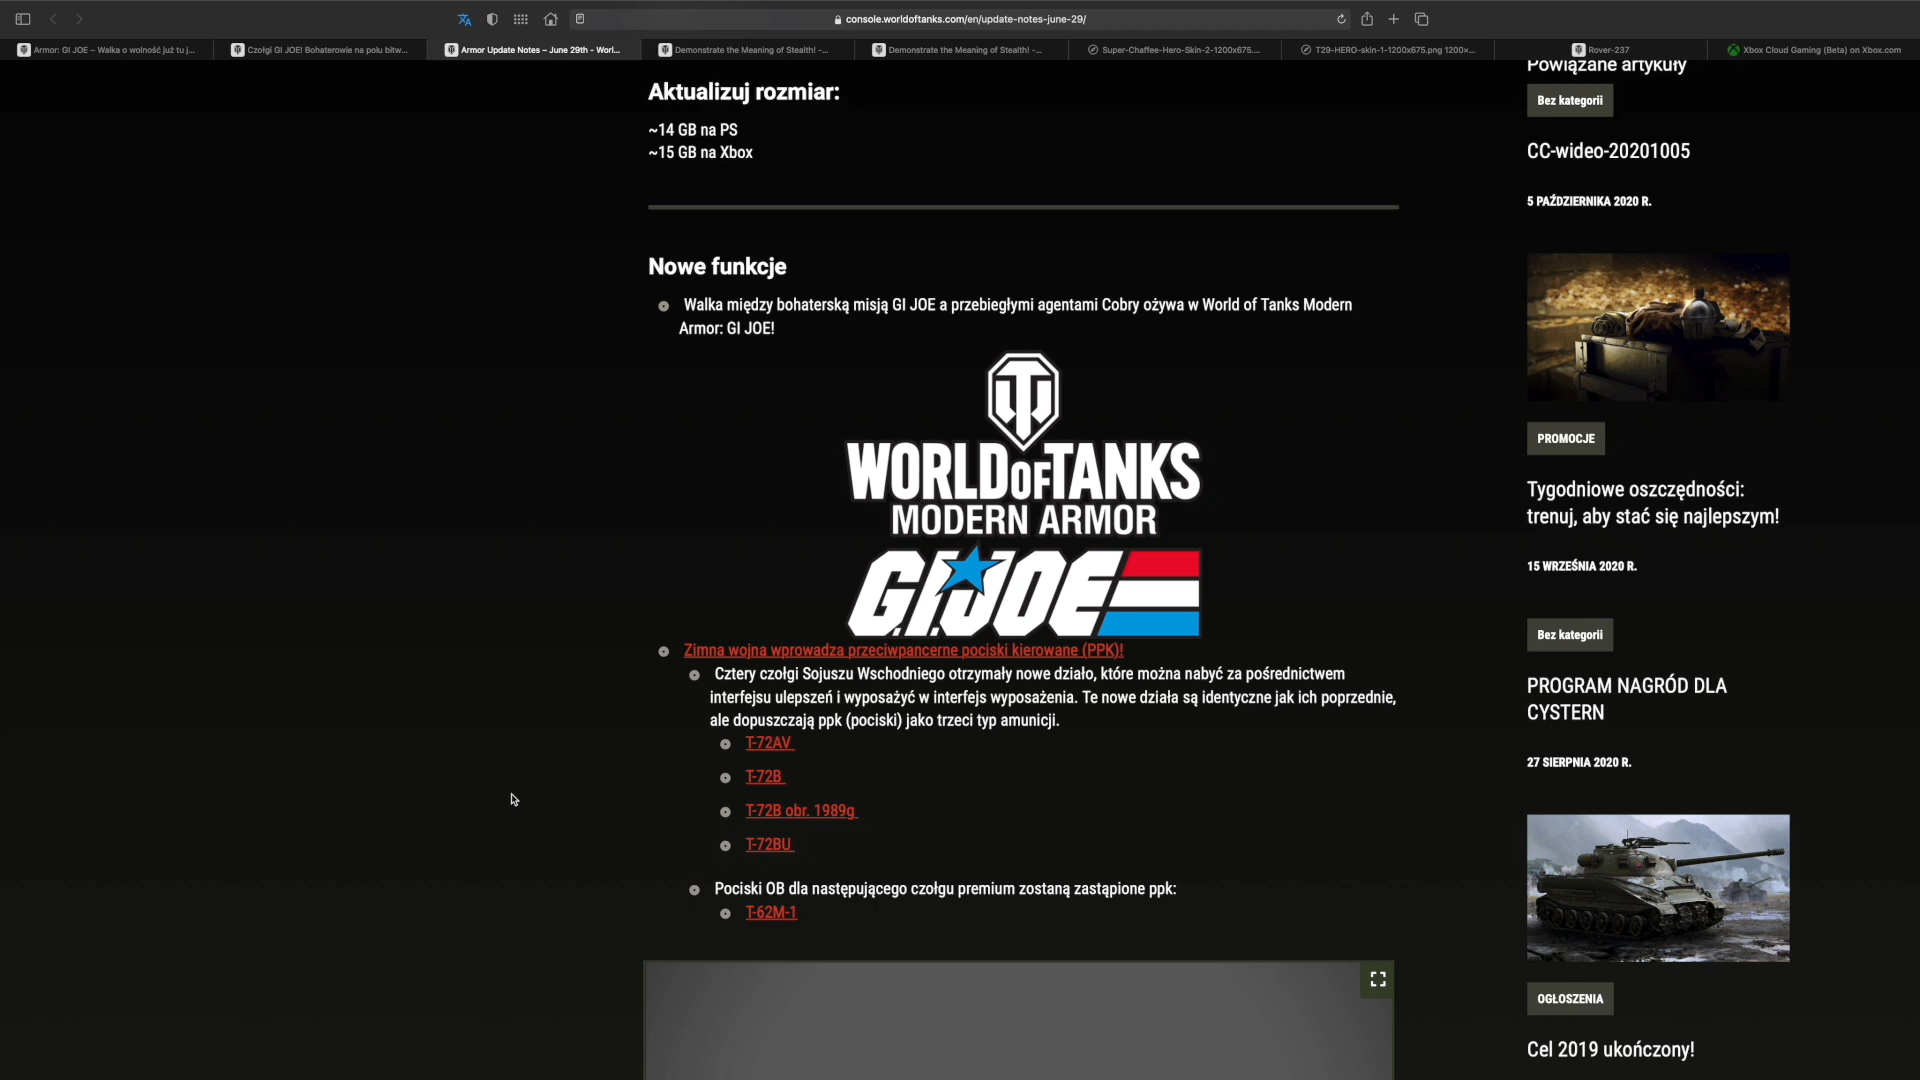 console.worldoftanks.com/en/update-notes-june-29/
Armor: GI JOE – Walka o wolność już tu j...
Czołgi GI JOE! Bohaterowie na polu bitw...
Armor Update Notes – June 29th - Worl...
Demonstrate the Meaning of Stealth! -...
Demonstrate the Meaning of Stealth! -...
Super-Chaffee-Hero-Skin-2-1200x675....
T29-HERO-skin-1-1200x675.png 1200×...
Rover-237
Xbox Cloud Gaming (Beta) on Xbox.com
Aktualizuj rozmiar:
~14 GB na PS
~15 GB na Xbox
Nowe funkcje
Walka między bohaterską misją GI JOE a przebiegłymi agentami Cobry ożywa w World of Tanks Modern
Armor: GI JOE!
WORLD OF TANKS
MODERN ARMOR
G.I. JOE
Zimna wojna wprowadza przeciwpancerne pociski kierowane (PPK)!
Cztery czołgi Sojuszu Wschodniego otrzymały nowe działo, które można nabyć za pośrednictwem
interfejsu ulepszeń i wyposażyć w interfejs wyposażenia. Te nowe działa są identyczne jak ich poprzednie,
ale dopuszczają ppk (pociski) jako trzeci typ amunicji.
T-72AV
T-72B
T-72B obr. 1989g
T-72BU
Pociski OB dla następującego czołgu premium zostaną zastąpione ppk:
T-62M-1
Powiązane artykuły
Bez kategorii
CC-wideo-20201005
5 PAŹDZIERNIKA 2020 R.
PROMOCJE
Tygodniowe oszczędności:
trenuj, aby stać się najlepszym!
15 WRZEŚNIA 2020 R.
Bez kategorii
PROGRAM NAGRÓD DLA
CYSTERN
27 SIERPNIA 2020 R.
OGŁOSZENIA
Cel 2019 ukończony!